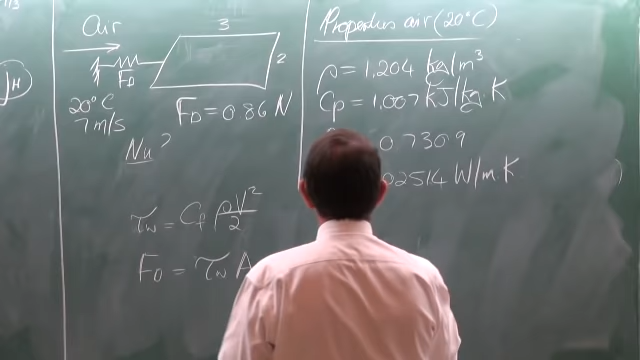 Air
3
2
F_D
20°C
7 m/s
F_D = 0.86 N
Nu?
τ_w = C_f ρV²/2
F_D = τ_w A
JH
Properties air (20°C)
ρ = 1.204 kg/m³
Cp = 1.007 kJ/kg·K
0.7309
02514 W/m·K